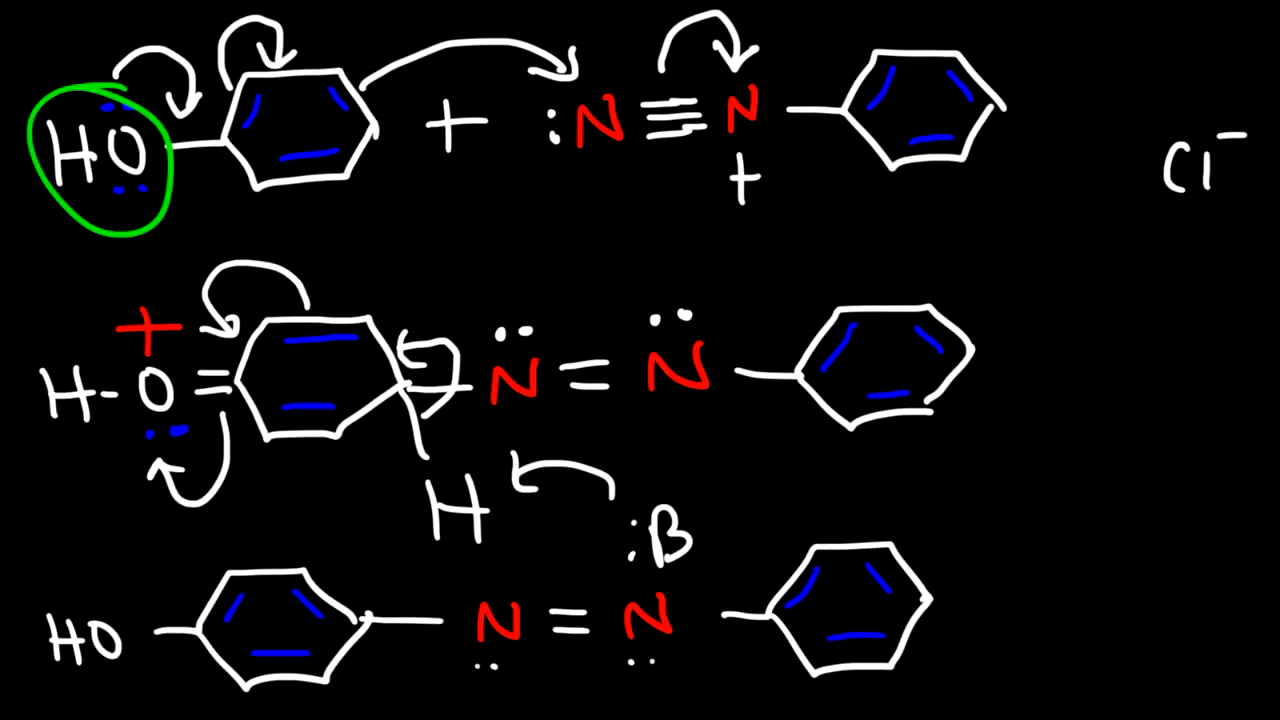 HO + :N≡N Cl⁻
+
+
H-O= N=N
H
:B
HO N=N